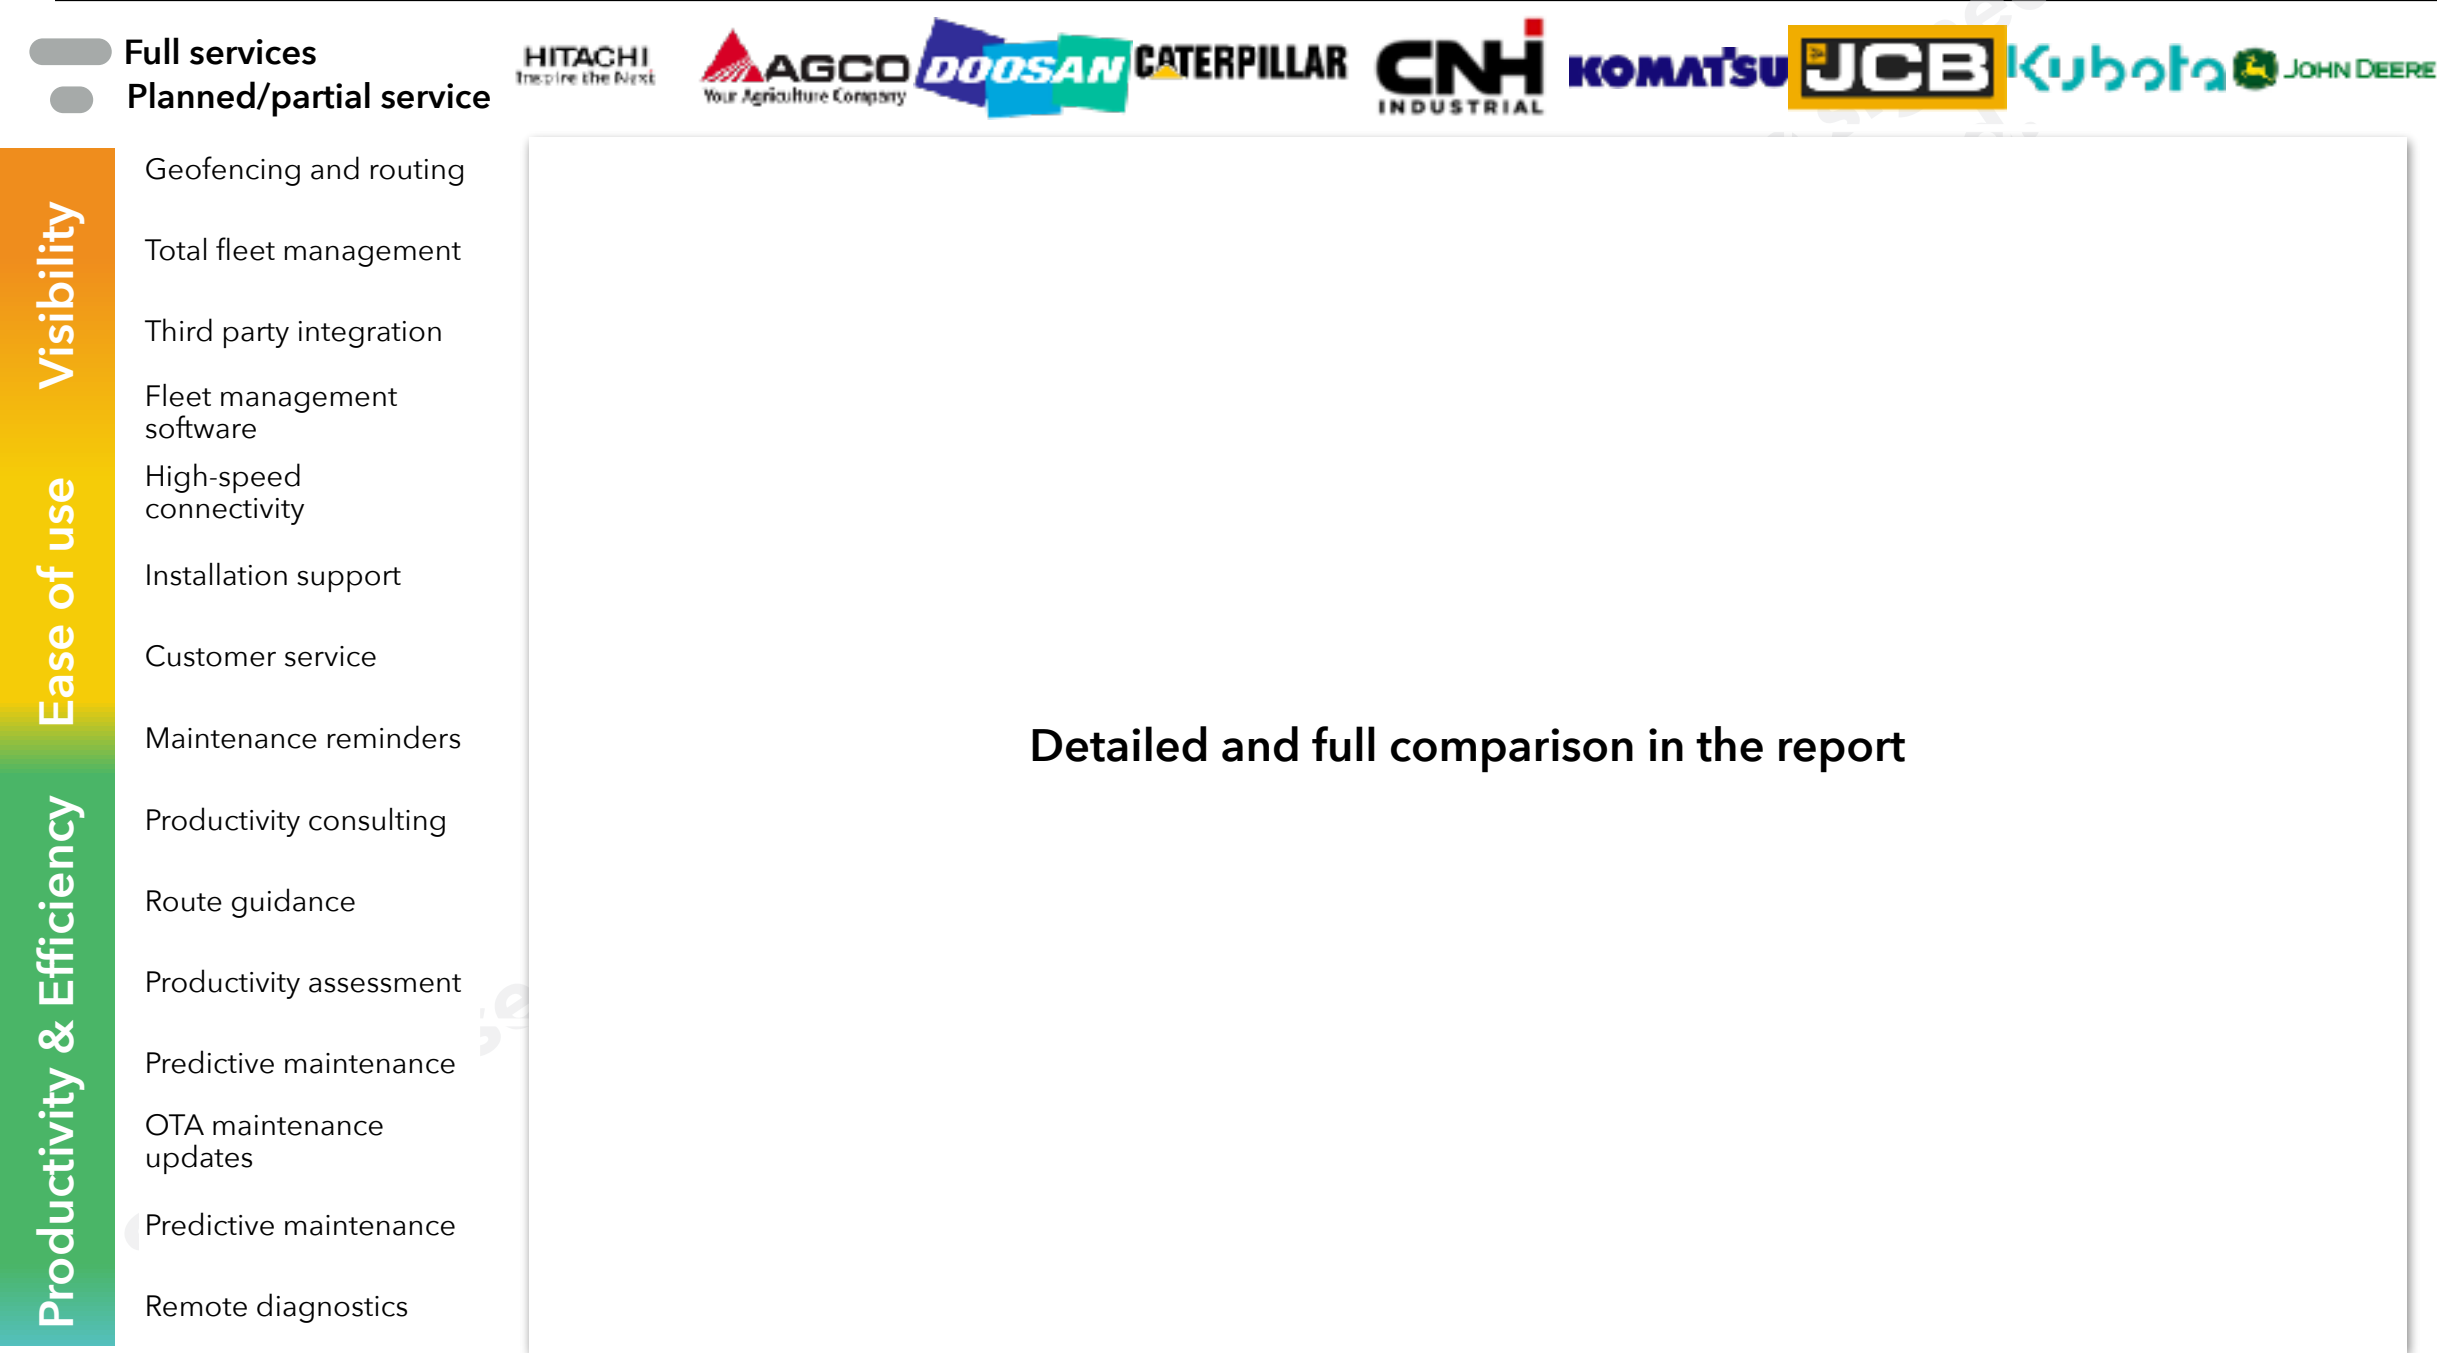 Full services
Planned/partial service
HITACHI
Inspire the Next
AGCO
Your Agriculture Company
DOOSAN
CATERPILLAR
CNH
INDUSTRIAL
KOMATSU
JCB
Kubota
JOHN DEERE
Visibility
Geofencing and routing
Total fleet management
Third party integration
Fleet management
software
Ease of use
High-speed
connectivity
Installation support
Customer service
Maintenance reminders
Productivity & Efficiency
Productivity consulting
Route guidance
Productivity assessment
Predictive maintenance
OTA maintenance
updates
Predictive maintenance
Remote diagnostics
Detailed and full comparison in the report